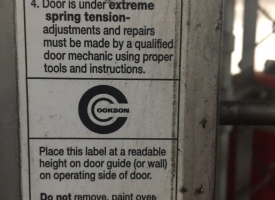 4. Door is under extreme
spring tension-
adjustments and repairs
must be made by a qualified
door mechanic using proper
tools and instructions.
COOKSON
Place this label at a readable
height on door guide (or wall)
on operating side of door.
Do not remove, paint over